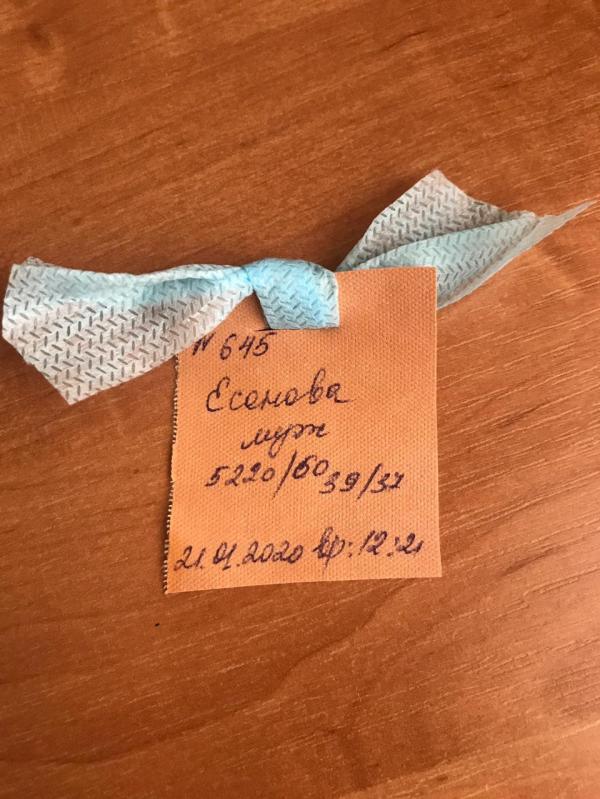 N 645
Есенова
муж
5220/60 39/37
21.01.2020 вр: 12:21